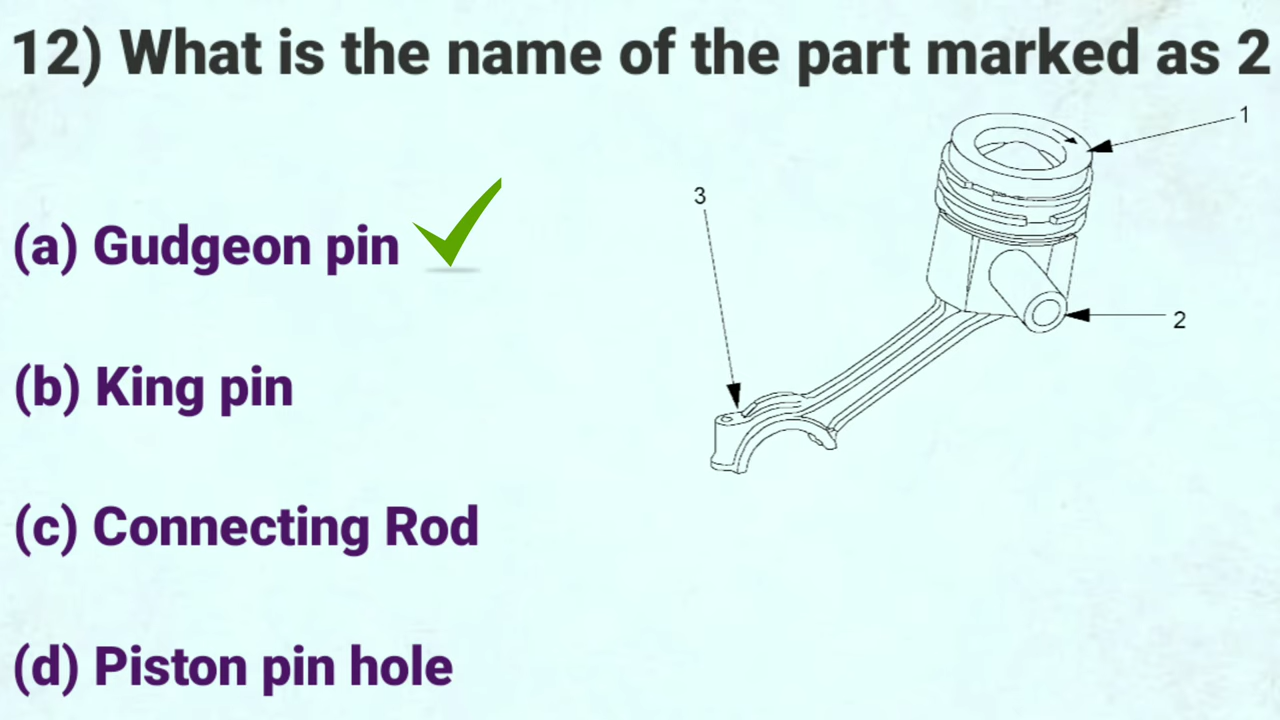 12) What is the name of the part marked as 2
1
3
(a) Gudgeon pin
2
(b) King pin
(c) Connecting Rod
(d) Piston pin hole